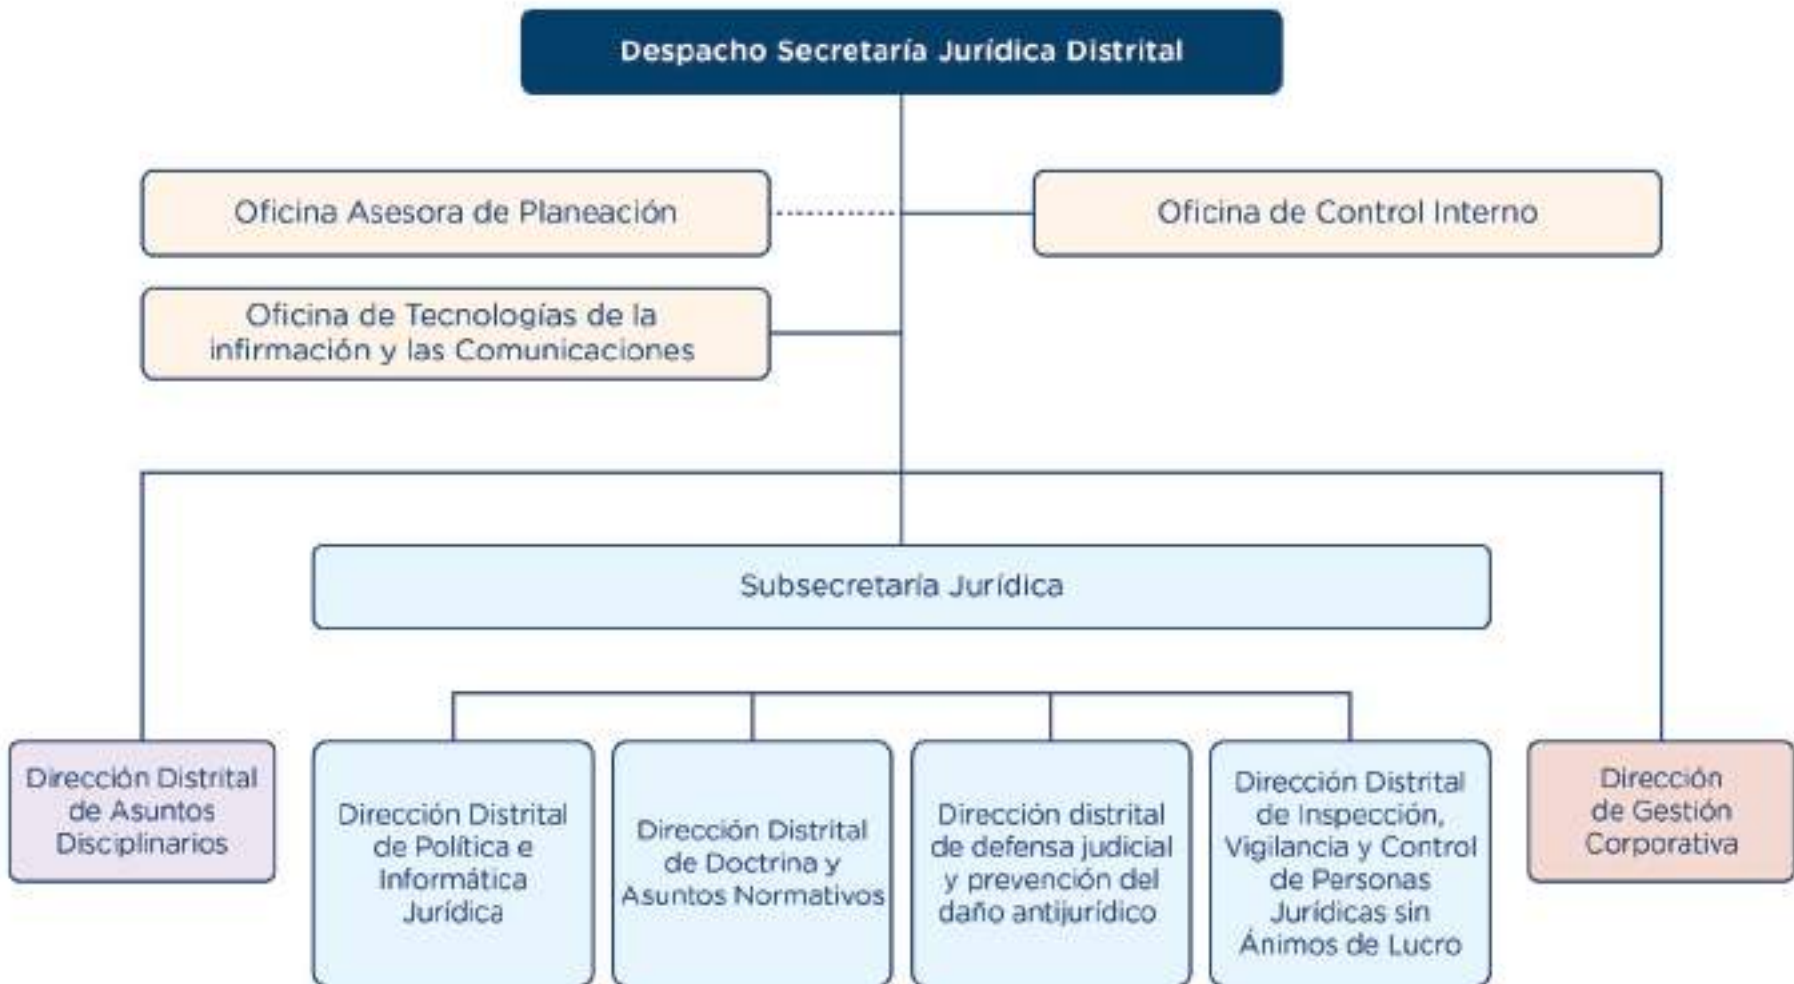 Despacho Secretaría Jurídica Distrital
Oficina Asesora de Planeación
Oficina de Control Interno
Oficina de Tecnologías de la
infirmación y las Comunicaciones
Subsecretaría Jurídica
Dirección Distrital
de Asuntos
Disciplinarios
Dirección Distrital
de Política e
Informática
Jurídica
Dirección Distrital
de Doctrina y
Asuntos Normativos
Dirección distrital
de defensa judicial
y prevención del
daño antijurídico
Dirección Distrital
de Inspección,
Vigilancia y Control
de Personas
Jurídicas sin
Ánimos de Lucro
Dirección
de Gestión
Corporativa